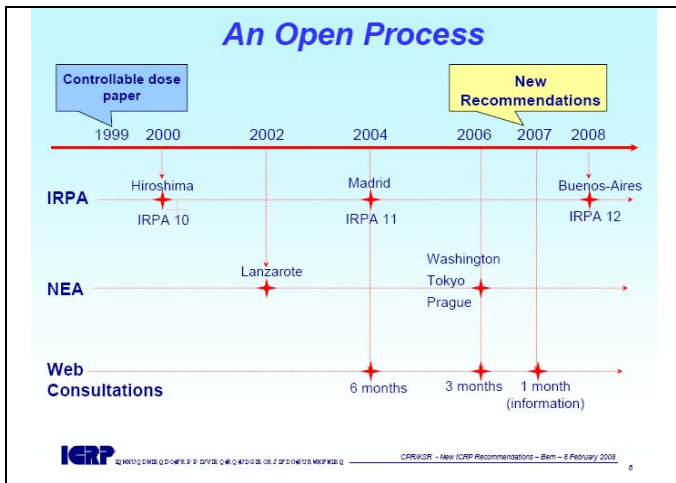 An Open Process
Controllable dose
paper
New
Recommendations
1999 2000 2002 2004 2006 2007 2008
IRPA
Hiroshima
IRPA 10
Madrid
IRPA 11
Buenos-Aires
IRPA 12
NEA
Lanzarote
Washington
Tokyo
Prague
Web
Consultations
6 months
3 months
1 month
(information)
ICRP
CPR/KSR - New ICRP Recommendations – Bern – 8 February 2008
6